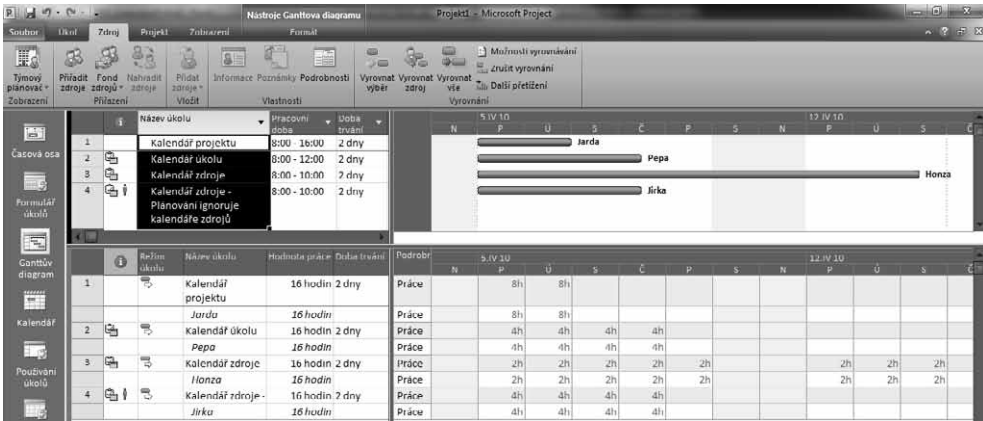 Nástroje Ganttova diagramu
Projekt1 - Microsoft Project
Soubor Úkol Zdroj Projekt Zobrazení Formát
Týmový plánovač
Přiřadit zdroje
Fond zdrojů
Nahradit zdroje
Přidat zdroje
Informace Poznámky Podrobnosti
Vyrovnat výběr
Vyrovnat zdroj
Vyrovnat vše
Možnosti vyrovnávání
Zrušit vyrovnání
Další přetížení
Zobrazení Přiřazení Vložit Vlastnosti Vyrovnání
Časová osa
Formulář úkolů
Ganttův diagram
Kalendář
Používání úkolů
Název úkolu Pracovní doba Doba trvání
5.IV 10 12.IV 10
N P Ú S Č P S N P Ú S Č
1 Kalendář projektu 8:00 - 16:00 2 dny Jarda
2 Kalendář úkolu 8:00 - 12:00 2 dny Pepa
3 Kalendář zdroje 8:00 - 10:00 2 dny Honza
4 Kalendář zdroje - Plánování ignoruje kalendáře zdrojů 8:00 - 10:00 2 dny Jirka
Režim úkolu Název úkolu Hodnota práce Doba trvání Podrobr
5.IV 10 12.IV 10
N P Ú S Č P S N P Ú S Č
1 Kalendář projektu 16 hodin 2 dny Práce 8h 8h
Jarda 16 hodin Práce 8h 8h
2 Kalendář úkolu 16 hodin 2 dny Práce 4h 4h 4h 4h
Pepa 16 hodin Práce 4h 4h 4h 4h
3 Kalendář zdroje 16 hodin 2 dny Práce 2h 2h 2h 2h 2h 2h 2h 2h
Honza 16 hodin Práce 2h 2h 2h 2h 2h 2h 2h 2h
4 Kalendář zdroje - 16 hodin 2 dny Práce 4h 4h 4h 4h
Jirka 16 hodin Práce 4h 4h 4h 4h